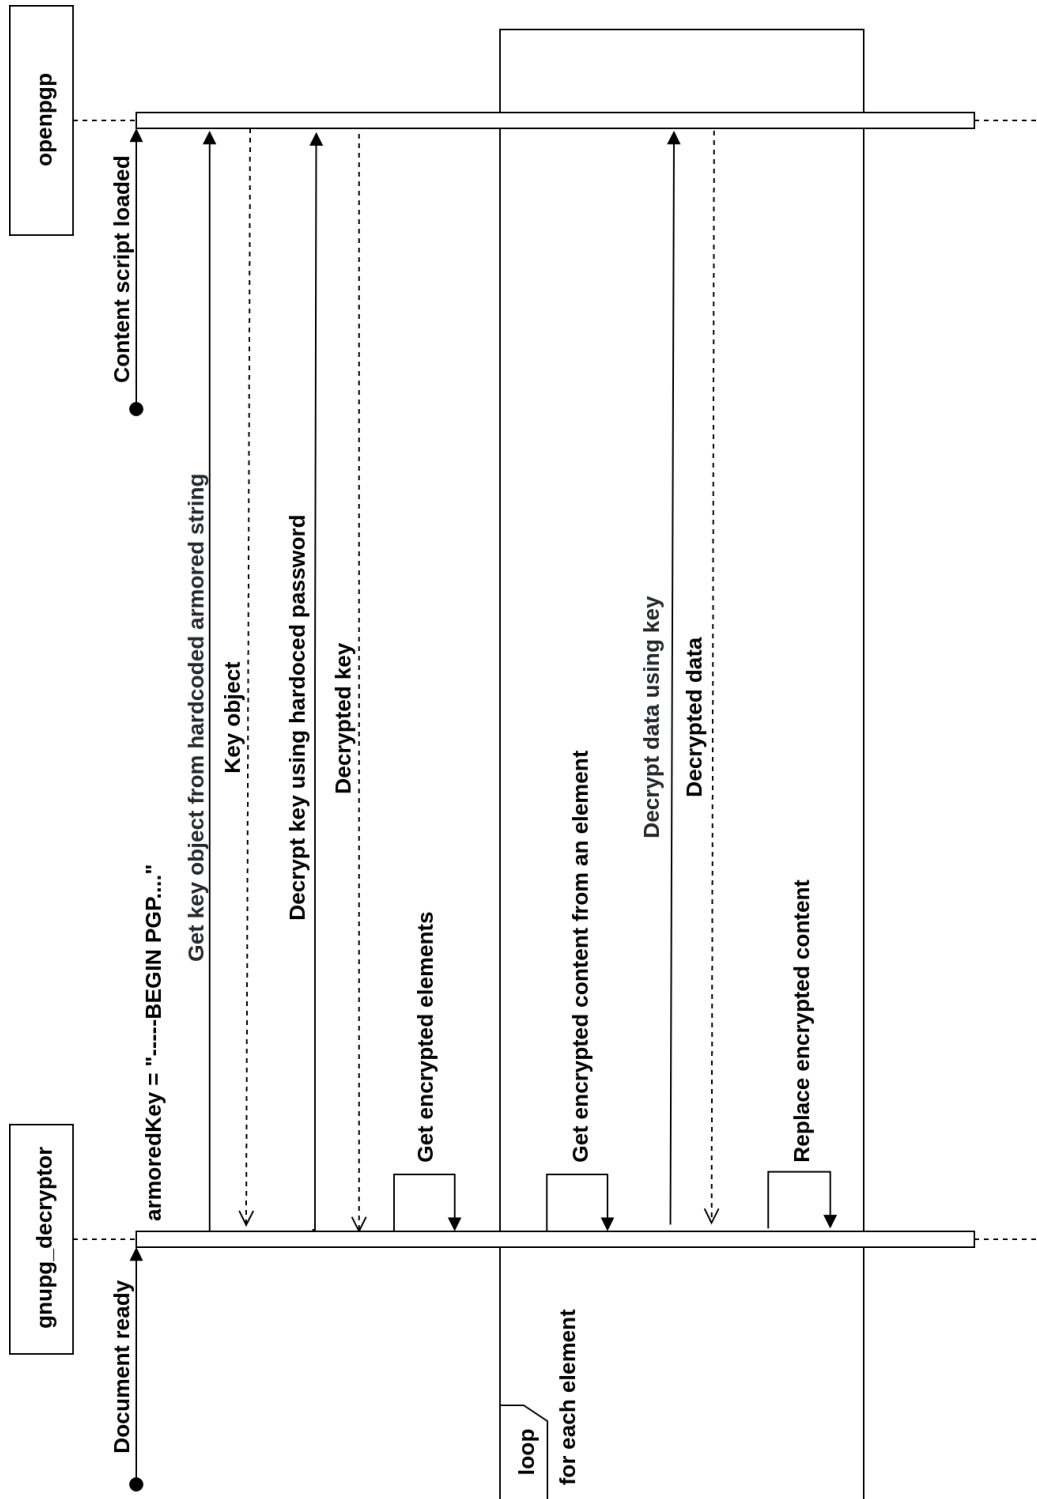 gnupg_decryptor
openpgp
Document ready
Content script loaded
armoredKey = "-----BEGIN PGP...."
Get key object from hardcoded armored string
Key object
Decrypt key using hardoced password
Decrypted key
Get encrypted elements
loop
for each element
Get encrypted content from an element
Decrypt data using key
Decrypted data
Replace encrypted content